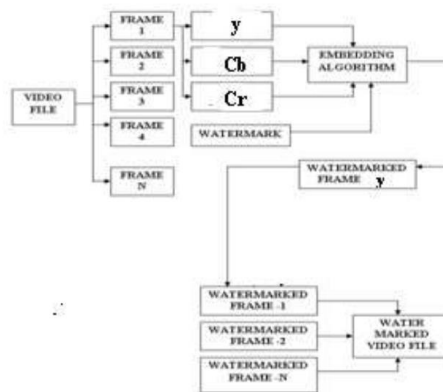 FRAME
1
y
FRAME
2
Cb
EMBEDDING
ALGORITHM
VIDEO
FILE
FRAME
3
Cr
FRAME
4
WATERMARK
FRAME
N
WATERMARKED
FRAME y
WATERMARKED
FRAME -1
WATERMARKED
FRAME -2
WATER
MARKED
VIDEO FILE
WATERMARKED
FRAME -N